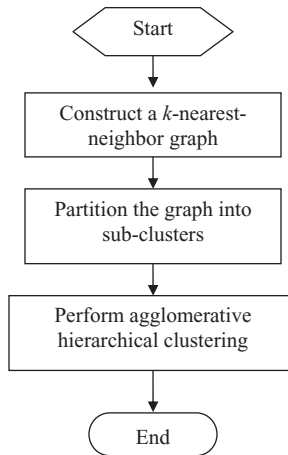 Start
Construct a k-nearest-
neighbor graph
Partition the graph into
sub-clusters
Perform agglomerative
hierarchical clustering
End